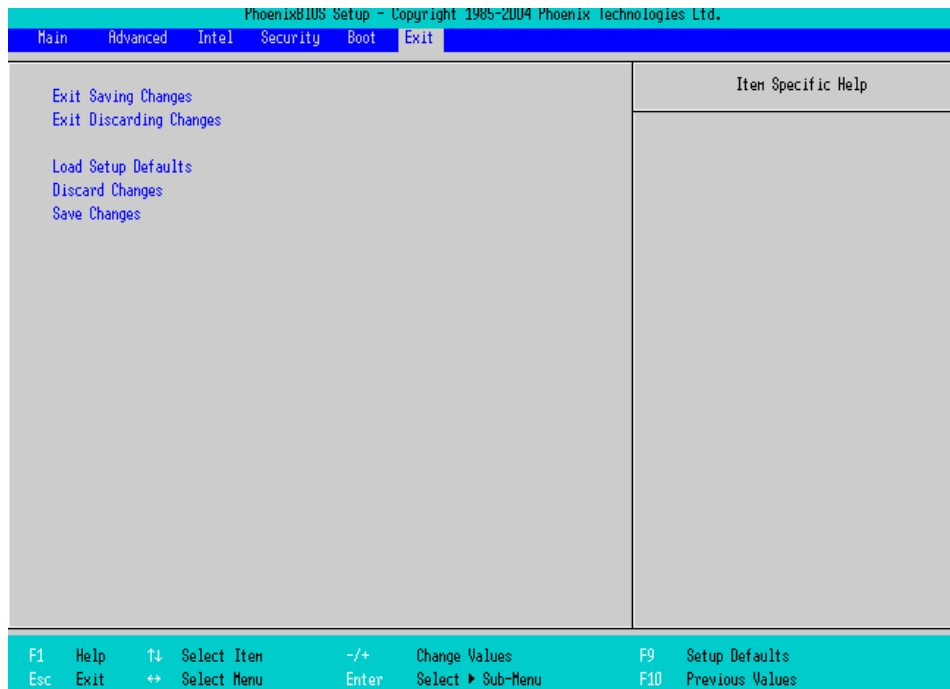 PhoenixBIOS Setup - Copyright 1985-2004 Phoenix Technologies Ltd.
Main Advanced Intel Security Boot Exit
Item Specific Help
Exit Saving Changes
Exit Discarding Changes
Load Setup Defaults
Discard Changes
Save Changes
F1 Help ↑↓ Select Item -/+ Change Values F9 Setup Defaults
Esc Exit ↔ Select Menu Enter Select ▶ Sub-Menu F10 Previous Values